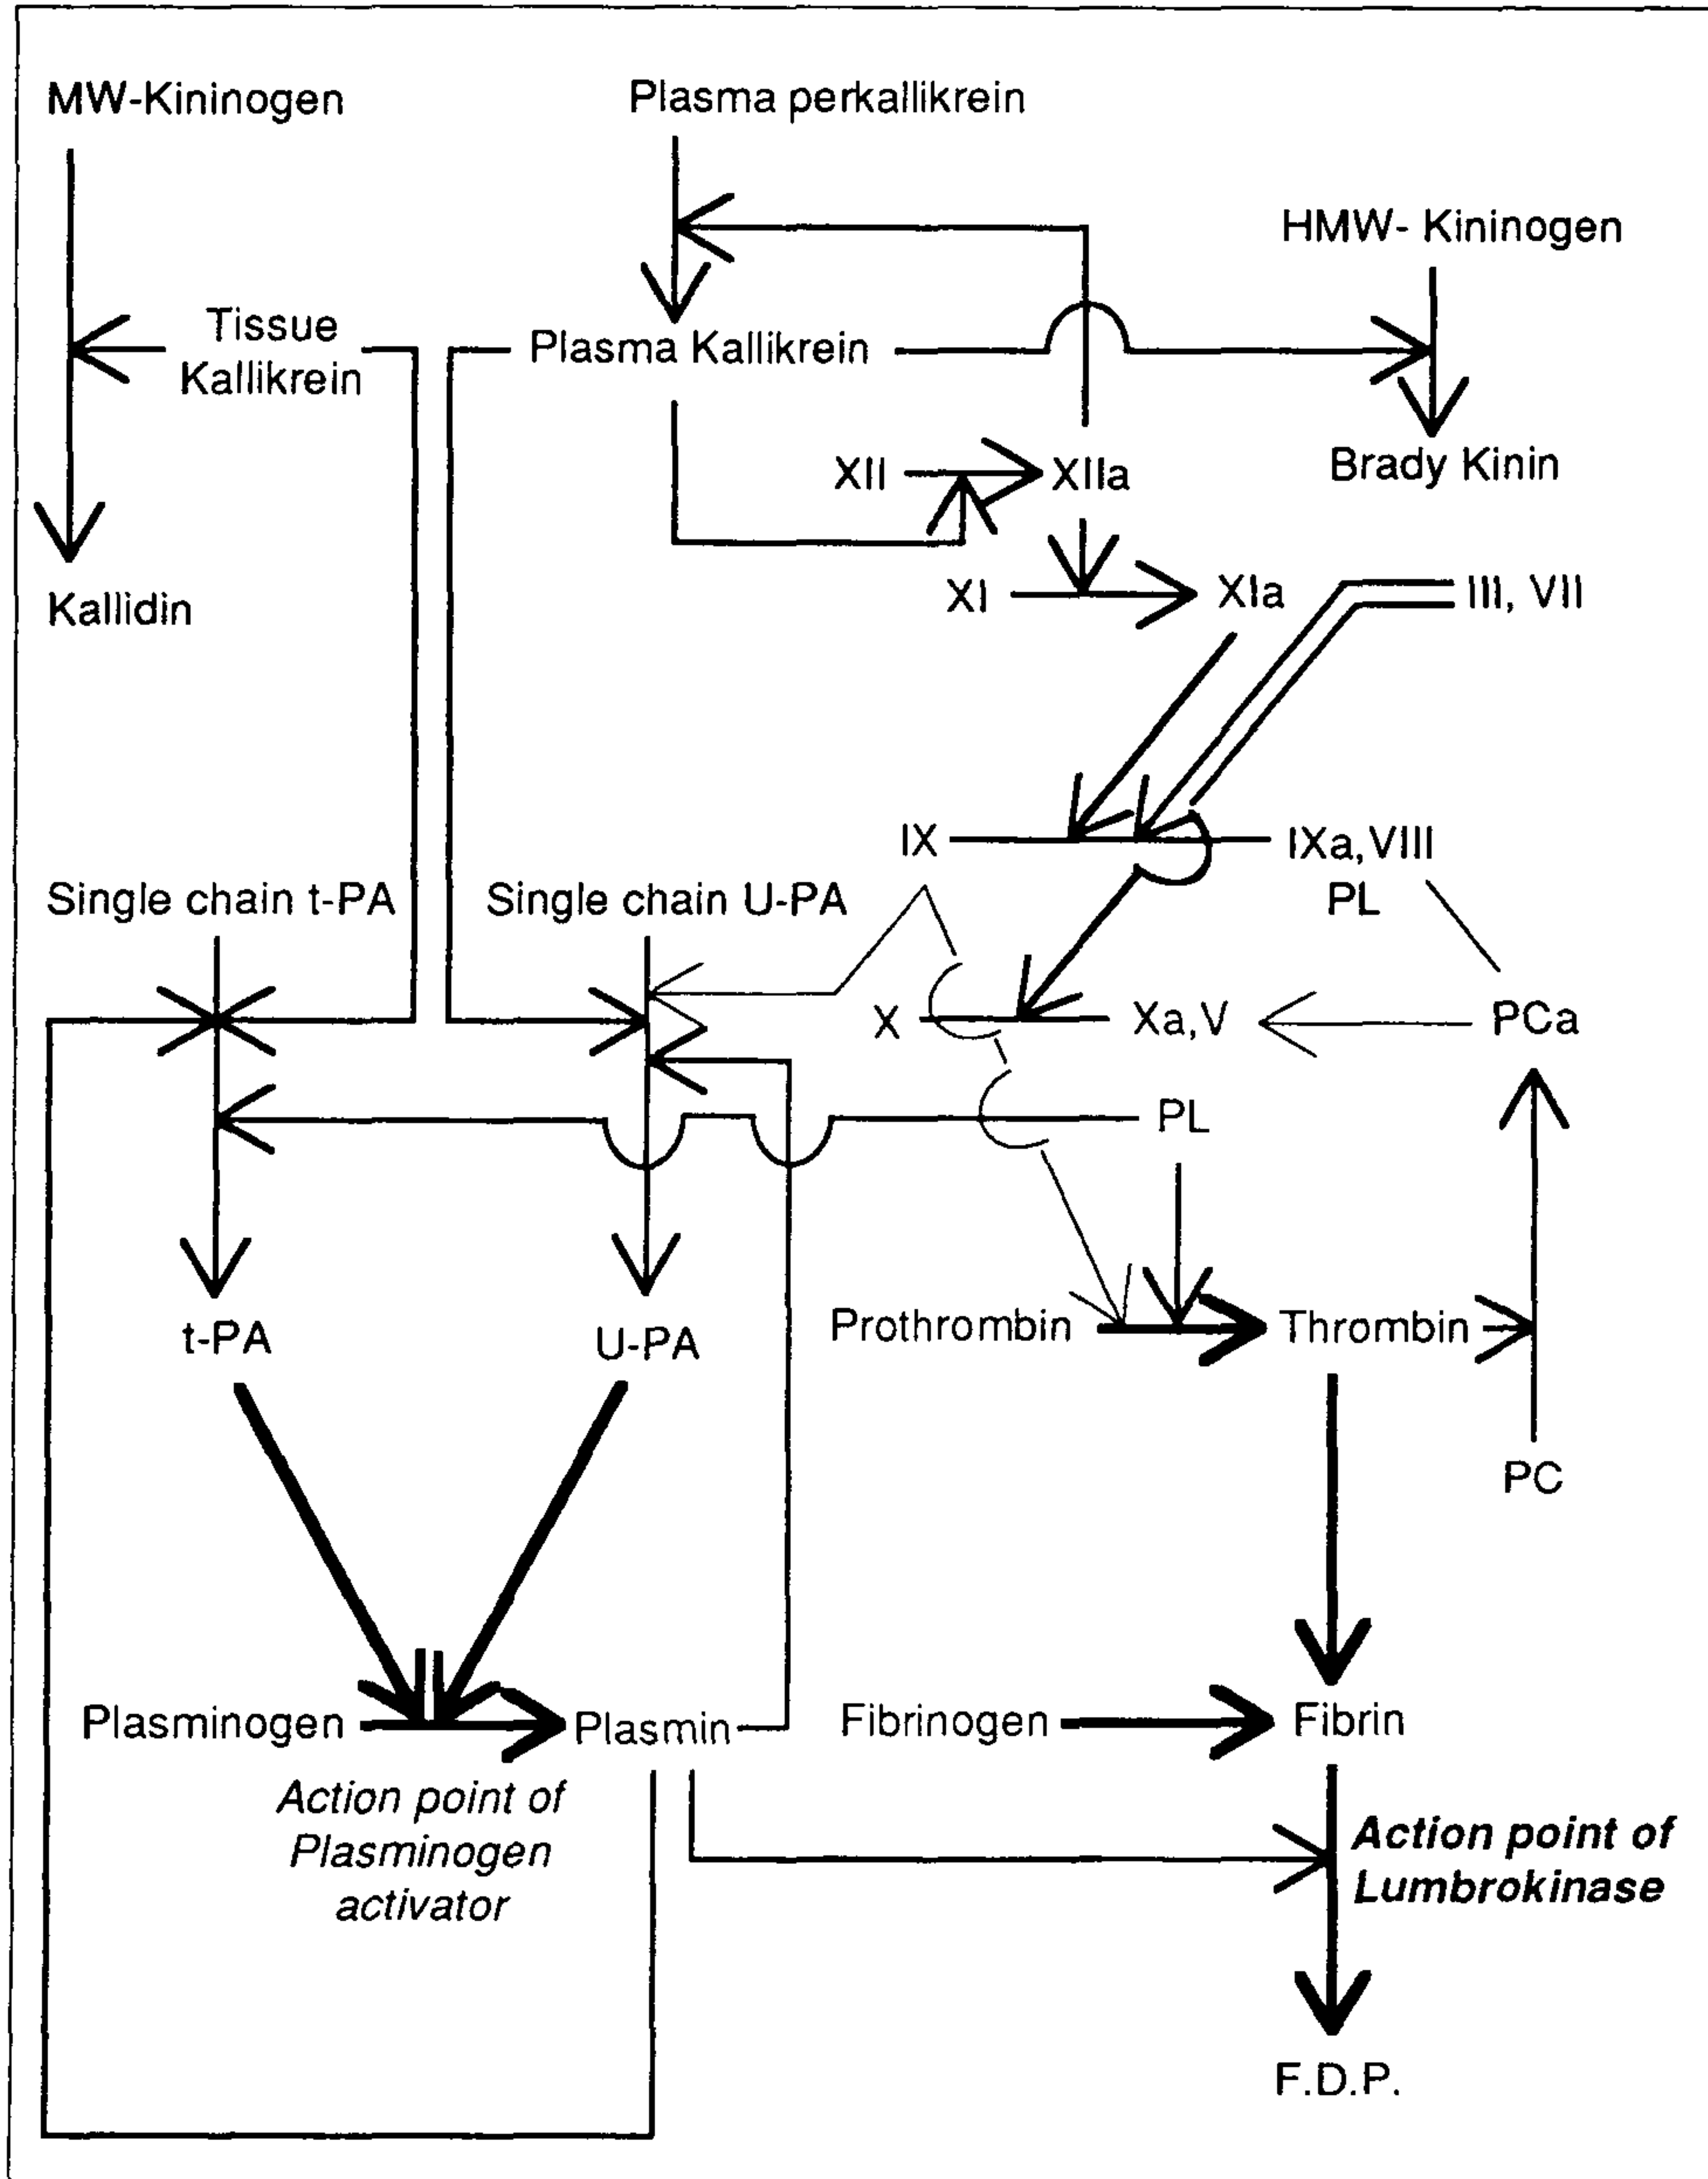 MW-Kininogen
Plasma perkallikrein
HMW- Kininogen
Tissue
Kallikrein
Plasma Kallikrein
XII
XIIa
Brady Kinin
XI
XIa
III, VII
Kallidin
IX
IXa, VIII
PL
Single chain t-PA
Single chain U-PA
X
Xa, V
PCa
PL
t-PA
U-PA
Prothrombin
Thrombin
PC
Plasminogen
Plasmin
Fibrinogen
Fibrin
Action point of
Plasminogen
activator
Action point of
Lumbrokinase
F.D.P.